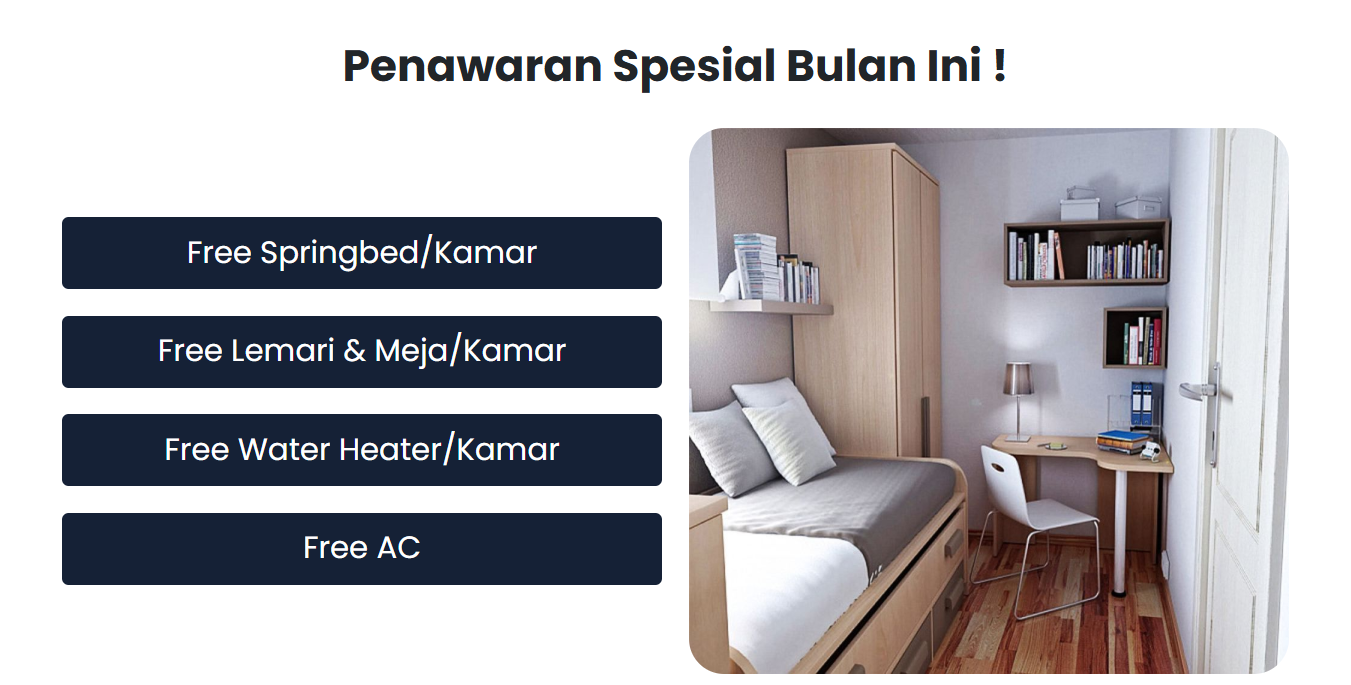 Penawaran Spesial Bulan Ini !
Free Springbed/Kamar
Free Lemari & Meja/Kamar
Free Water Heater/Kamar
Free AC